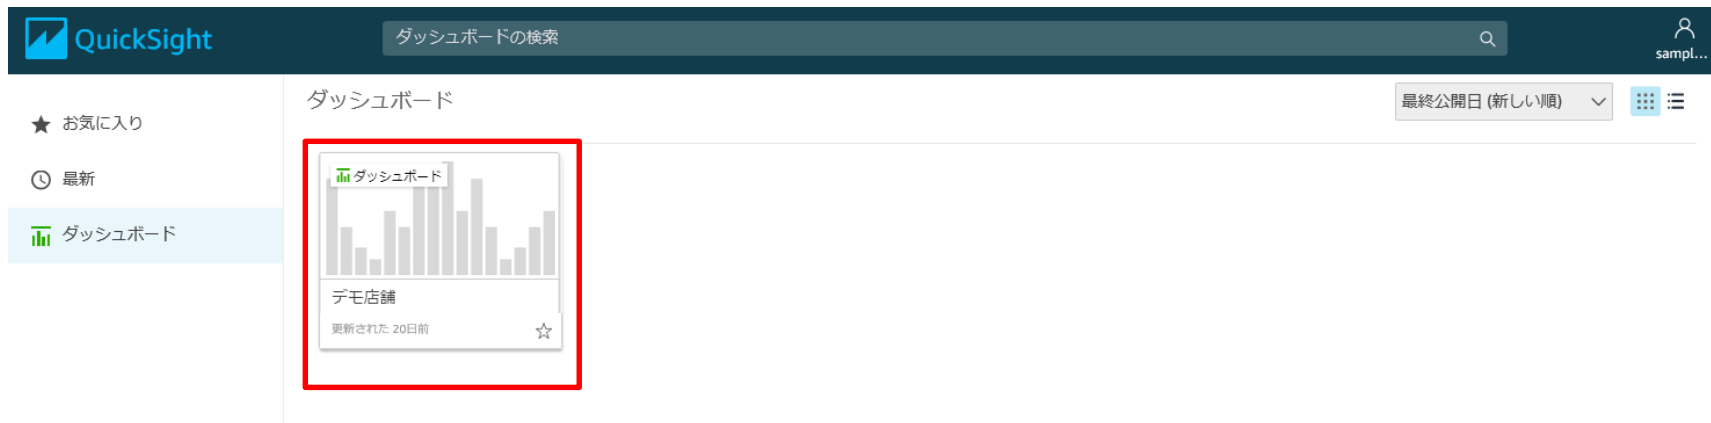 QuickSight
ダッシュボードの検索
sampl...
お気に入り
最新
ダッシュボード
ダッシュボード
最終公開日 (新しい順)
ダッシュボード
デモ店舗
更新された 20日前